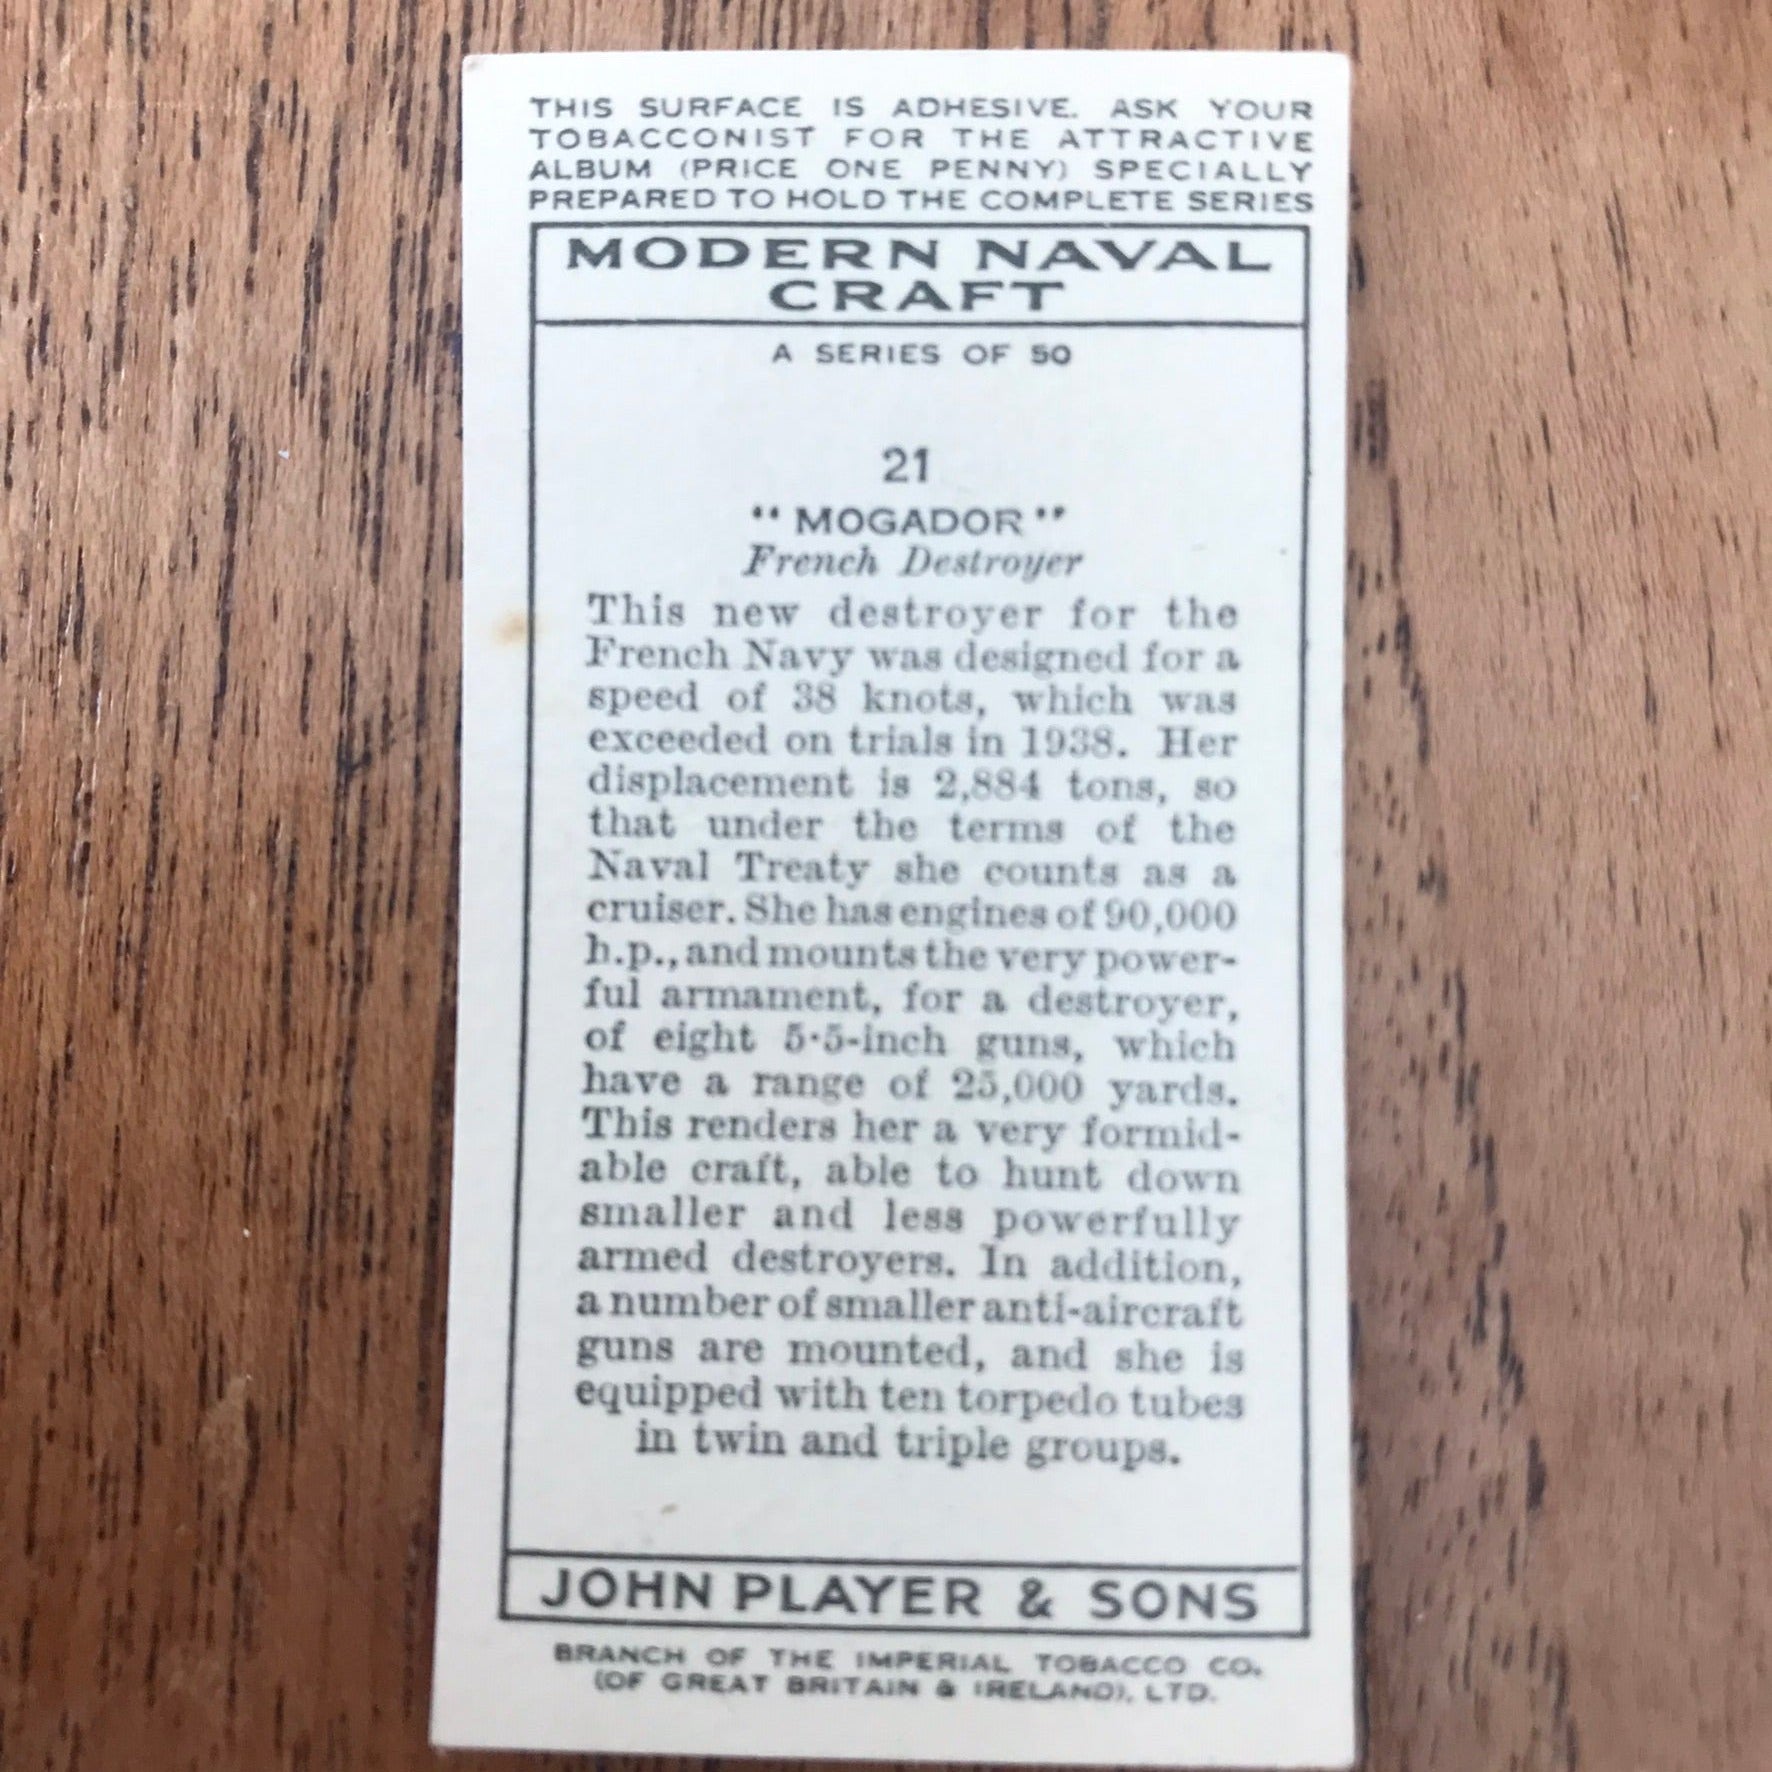 THIS SURFACE IS ADHESIVE. ASK YOUR
TOBACCONIST FOR THE ATTRACTIVE
ALBUM (PRICE ONE PENNY) SPECIALLY
PREPARED TO HOLD THE COMPLETE SERIES
MODERN NAVAL
CRAFT
A SERIES OF 50
21
"MOGADOR"
French Destroyer
This new destroyer for the
French Navy was designed for a
speed of 38 knots, which was
exceeded on trials in 1938. Her
displacement is 2,884 tons, so
that under the terms of the
Naval Treaty she counts as a
cruiser. She has engines of 90,000
h.p., and mounts the very power-
ful armament, for a destroyer,
of eight 5·5-inch guns, which
have a range of 25,000 yards.
This renders her a very formid-
able craft, able to hunt down
smaller and less powerfully
armed destroyers. In addition,
a number of smaller anti-aircraft
guns are mounted, and she is
equipped with ten torpedo tubes
in twin and triple groups.
JOHN PLAYER & SONS
BRANCH OF THE IMPERIAL TOBACCO CO.
(OF GREAT BRITAIN & IRELAND), LTD.